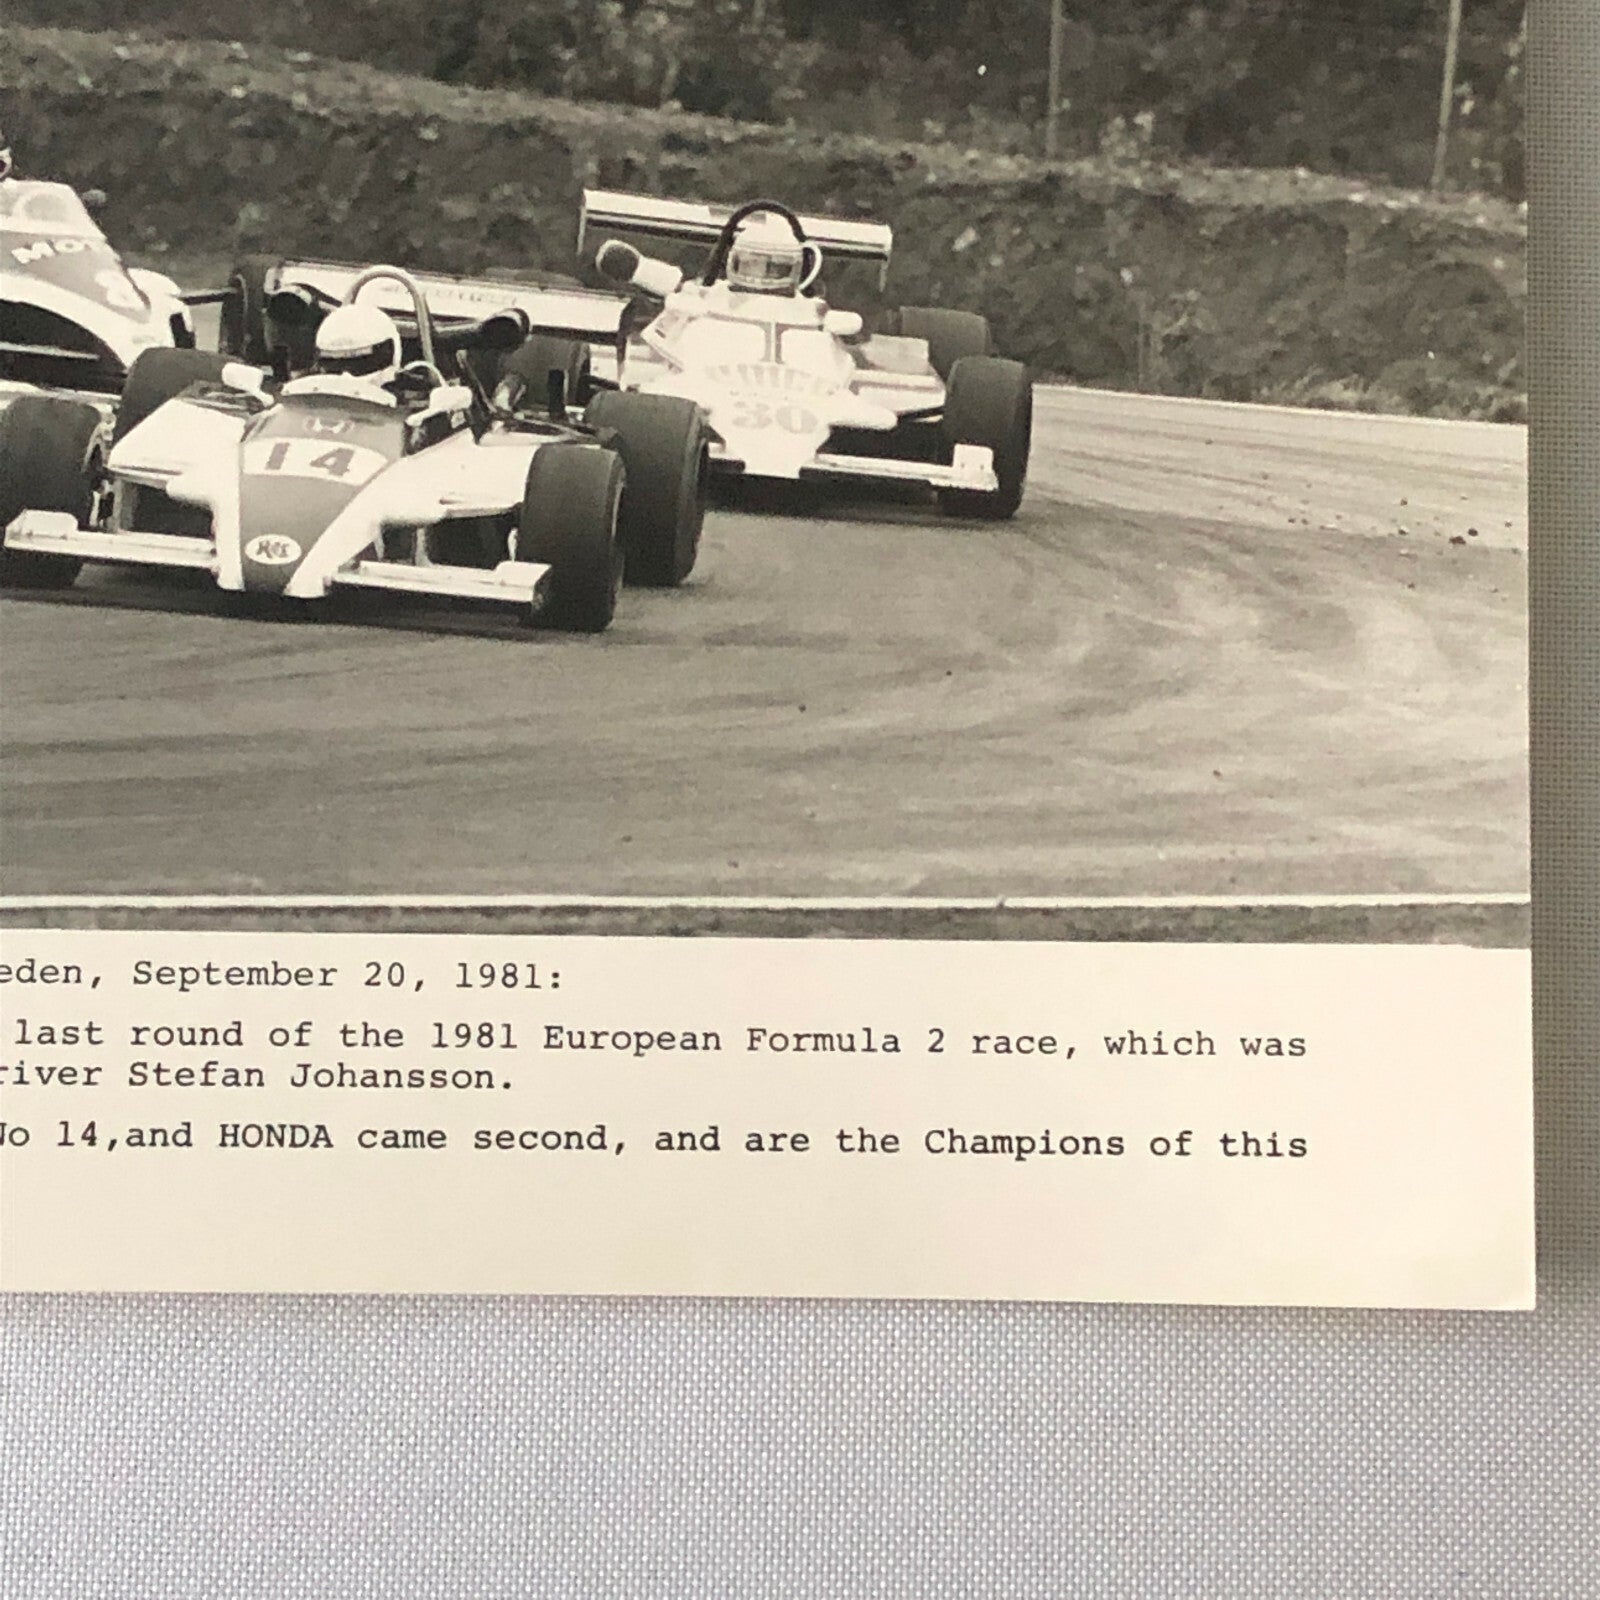 MO
14
30
eden, September 20, 1981:
last round of the 1981 European Formula 2 race, which was
river Stefan Johansson.
No 14,and HONDA came second, and are the Champions of this